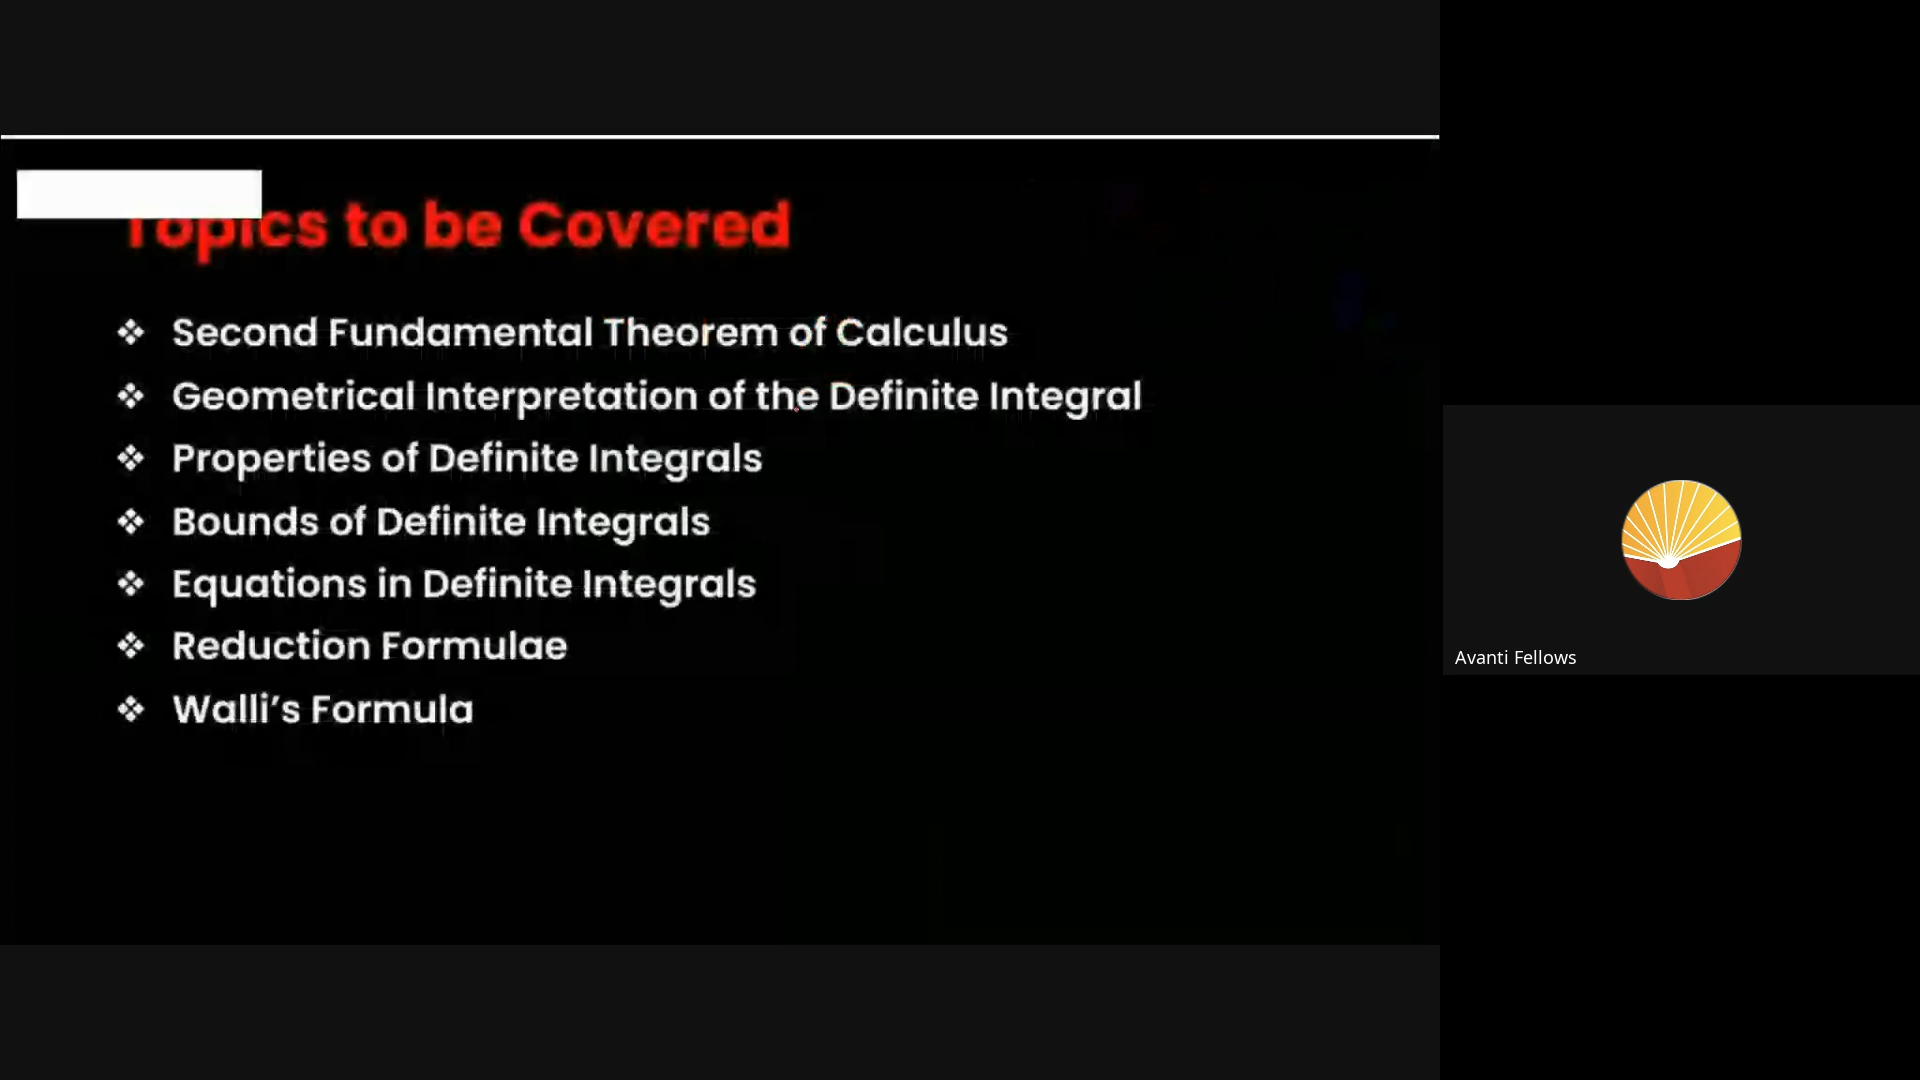 Topics to be Covered
❖ Second Fundamental Theorem of Calculus
❖ Geometrical Interpretation of the Definite Integral
❖ Properties of Definite Integrals
❖ Bounds of Definite Integrals
❖ Equations in Definite Integrals
❖ Reduction Formulae
❖ Walli’s Formula
Avanti Fellows